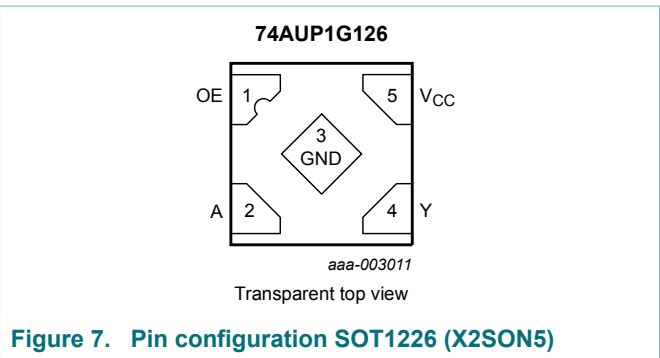 74AUP1G126
OE 1 5 VCC
3
GND
A 2 4 Y
aaa-003011
Transparent top view
Figure 7. Pin configuration SOT1226 (X2SON5)